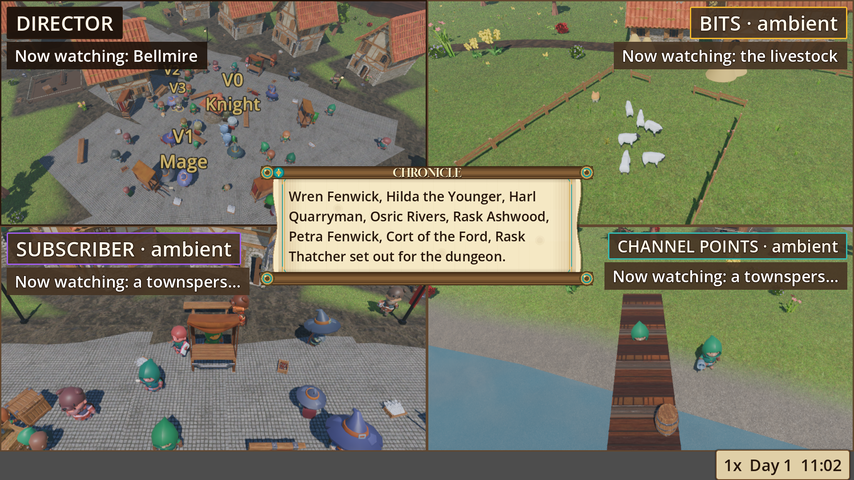 DIRECTOR
Now watching: Bellmire
BITS · ambient
Now watching: the livestock
V2
V3
V0
Knight
V1
Mage
CHRONICLE
Wren Fenwick, Hilda the Younger, Harl
Quarryman, Osric Rivers, Rask Ashwood,
Petra Fenwick, Cort of the Ford, Rask
Thatcher set out for the dungeon.
SUBSCRIBER · ambient
Now watching: a townspers...
CHANNEL POINTS · ambient
Now watching: a townspers...
1x Day 1 11:02